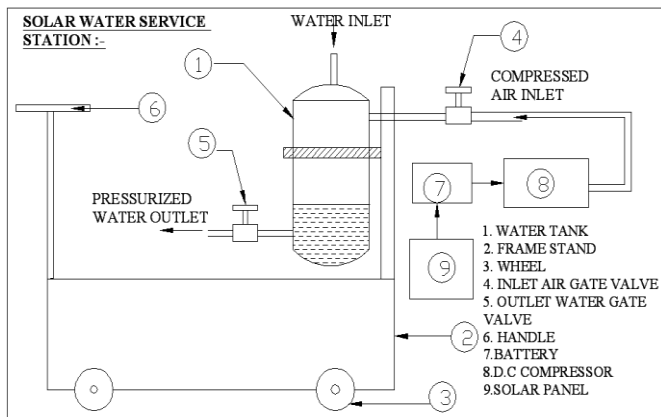 SOLAR WATER SERVICE
STATION :-
WATER INLET
1
4
COMPRESSED
AIR INLET
6
5
7
8
PRESSURIZED
WATER OUTLET
9
1. WATER TANK
2. FRAME STAND
3. WHEEL
4. INLET AIR GATE VALVE
5. OUTLET WATER GATE
VALVE
6. HANDLE
7.BATTERY
8.D.C COMPRESSOR
9.SOLAR PANEL
2
3